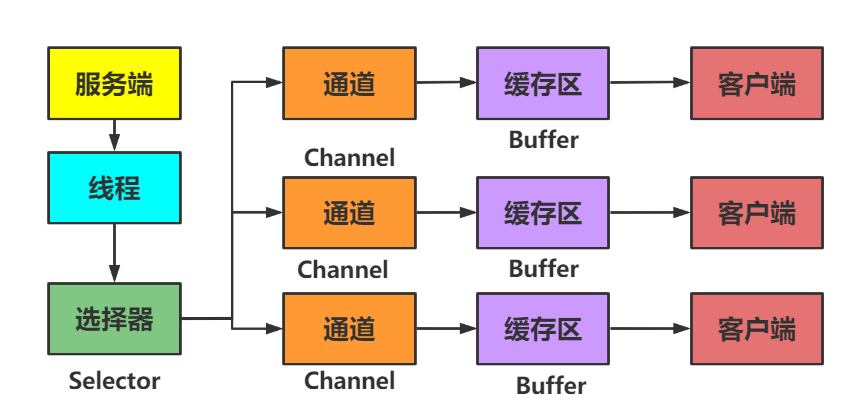 服务端
通道
缓存区
客户端
Channel
Buffer
线程
通道
缓存区
客户端
Channel
Buffer
选择器
通道
缓存区
客户端
Selector
Channel
Buffer